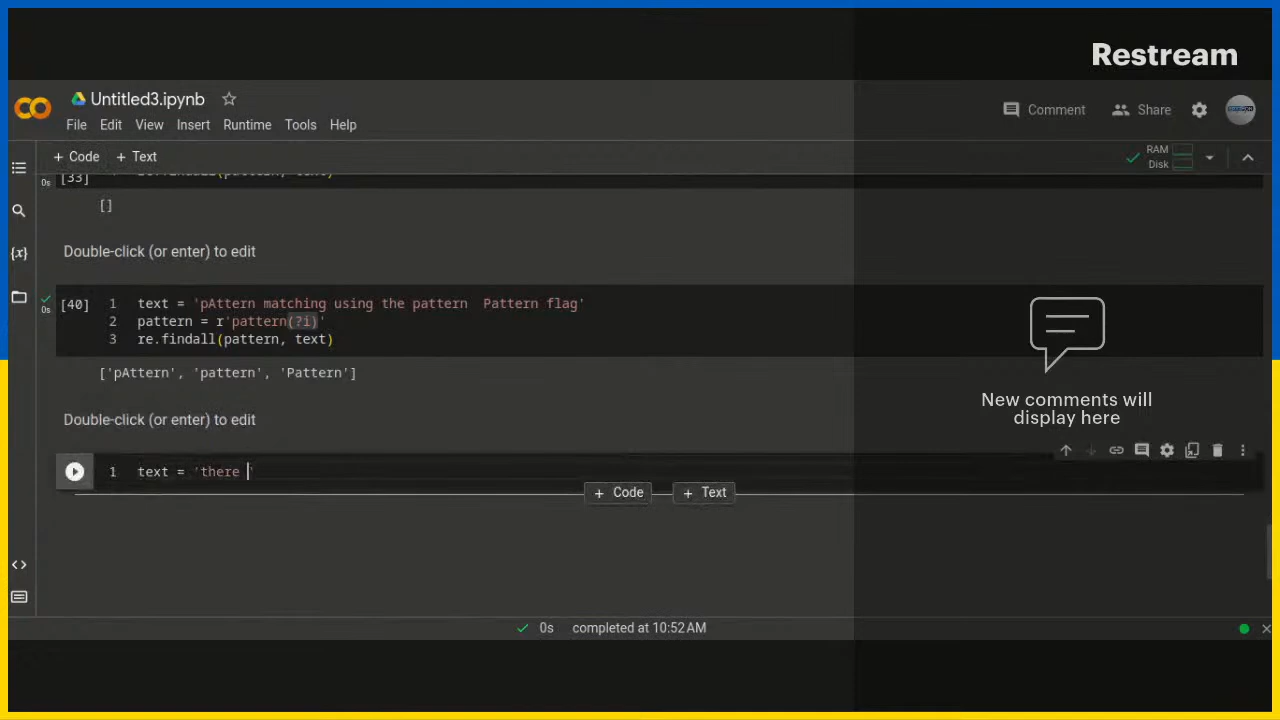 Restream
Untitled3.ipynb
Comment
Share
File Edit View Insert Runtime Tools Help
+ Code + Text
RAM
Disk
[33]
0s
[]
{x}
Double-click (or enter) to edit
[40] 1 text = 'pAttern matching using the pattern  Pattern flag'
0s
2 pattern = r'pattern(?i)'
3 re.findall(pattern, text)
['pAttern', 'pattern', 'Pattern']
New comments will
display here
Double-click (or enter) to edit
1 text = 'there '
+ Code + Text
0s completed at 10:52 AM